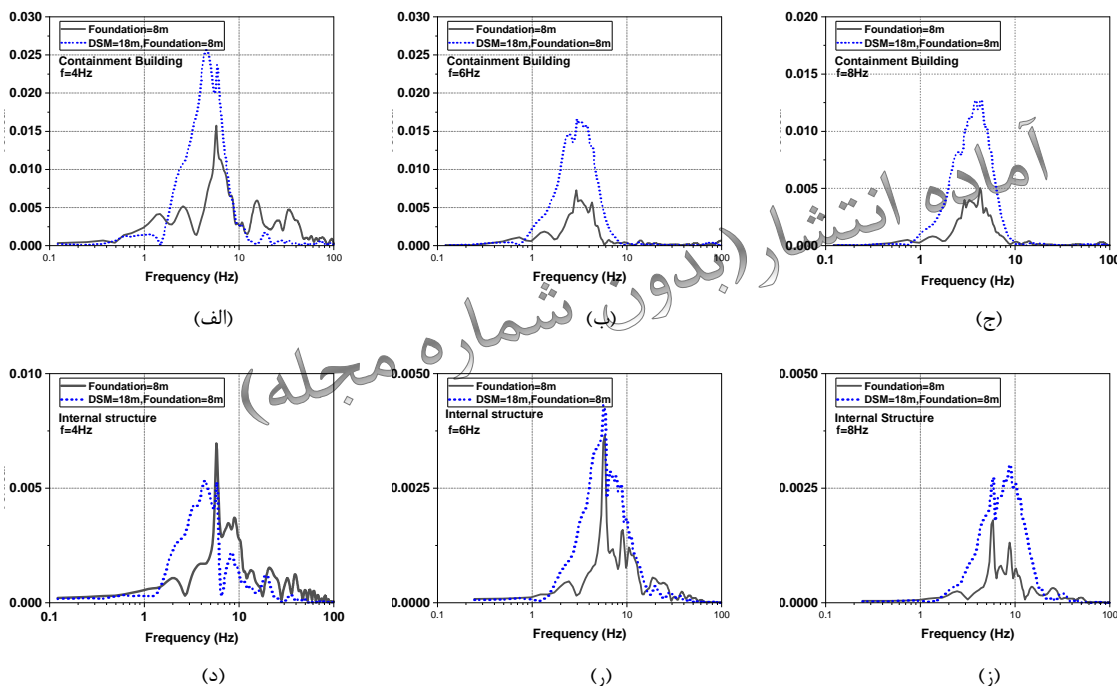 0.030
0.025
0.020
0.015
0.010
0.005
0.000
Foundation=8m
DSM=18m,Foundation=8m
Containment Building
f=4Hz
1
10
100
Frequency (Hz)
(الف)
0.030
0.025
0.020
0.015
0.010
0.005
0.000
Foundation=8m
DSM=18m,Foundation=8m
Containment Building
f=6Hz
0.1
1
10
100
Frequency (Hz)
(ب)
0.020
0.015
0.010
0.005
0.000
Foundation=8m
DSM=18m,Foundation=8m
Containment Building
f=8Hz
0.1
1
10
100
Frequency (Hz)
(ج)
آماده انتشار (بدون شماره مجله)
0.010
0.005
0.000
Foundation=8m
DSM=18m,Foundation=8m
Internal structure
f=4Hz
0.1
1
10
100
Frequency (Hz)
(د)
0.0050
0.0025
0.0000
Foundation=8m
DSM=18m,Foundation=8m
Internal structure
f=6Hz
0.1
1
10
100
Frequency (Hz)
(ر)
0.0050
0.0025
0.0000
Foundation=8m
DSM=18m,Foundation=8m
Internal Structure
f=8Hz
0.1
1
10
100
Frequency (Hz)
(ز)